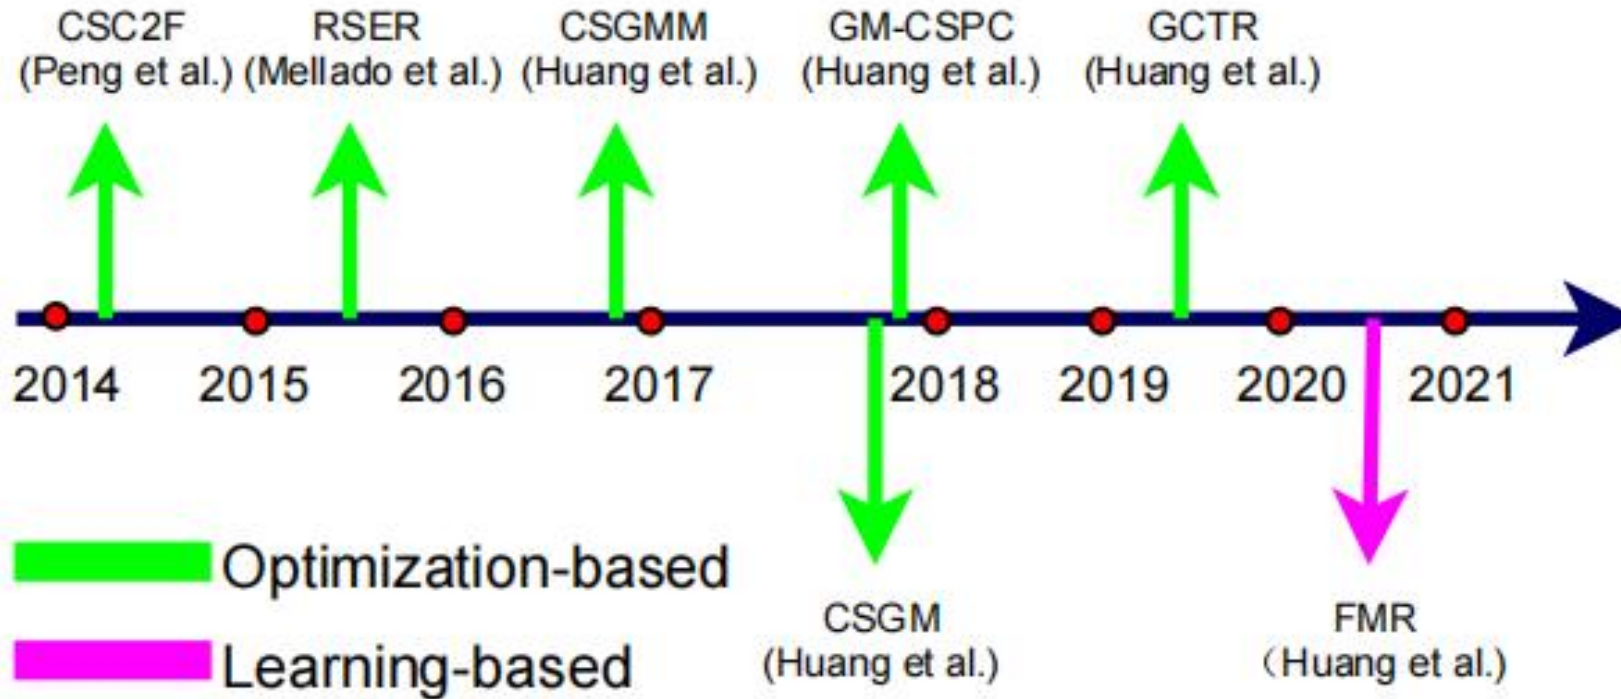 CSC2F
(Peng et al.)
RSER
(Mellado et al.)
CSGMM
(Huang et al.)
GM-CSPC
(Huang et al.)
GCTR
(Huang et al.)
2014
2015
2016
2017
2018
2019
2020
2021
Optimization-based
Learning-based
CSGM
(Huang et al.)
FMR
（Huang et al.)